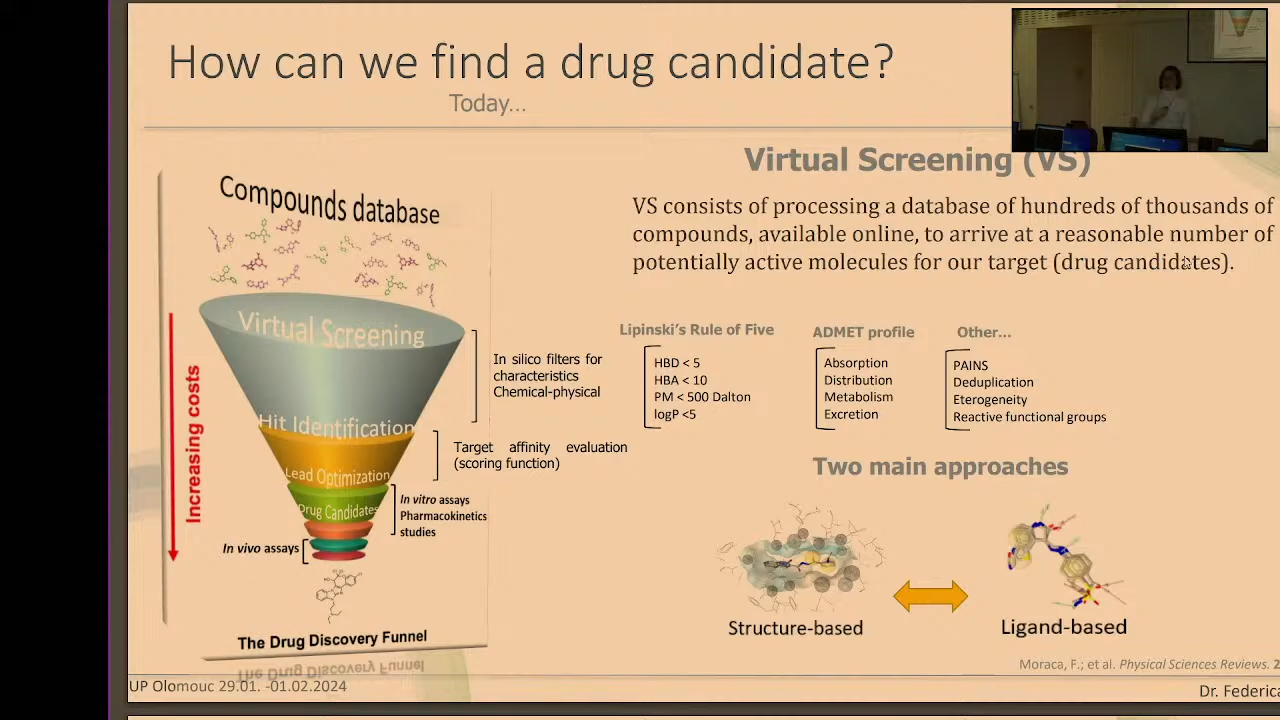 How can we find a drug candidate?
Today...
Virtual Screening (VS)
VS consists of processing a database of hundreds of thousands of
compounds, available online, to arrive at a reasonable number of
potentially active molecules for our target (drug candidates).
Compounds database
Virtual Screening
Hit Identification
Lead Optimization
Drug Candidates
Increasing costs
In silico filters for
characteristics
Chemical-physical
Target affinity evaluation
(scoring function)
In vitro assays
Pharmacokinetics
studies
In vivo assays
The Drug Discovery Funnel
The Drug Discovery Funnel
Lipinski's Rule of Five
HBD < 5
HBA < 10
PM < 500 Dalton
logP <5
ADMET profile
Absorption
Distribution
Metabolism
Excretion
Other...
PAINS
Deduplication
Eterogeneity
Reactive functional groups
Two main approaches
Structure-based
Ligand-based
Moraca, F.; et al. Physical Sciences Reviews. 2
UP Olomouc 29.01. -01.02.2024
Dr. Federica